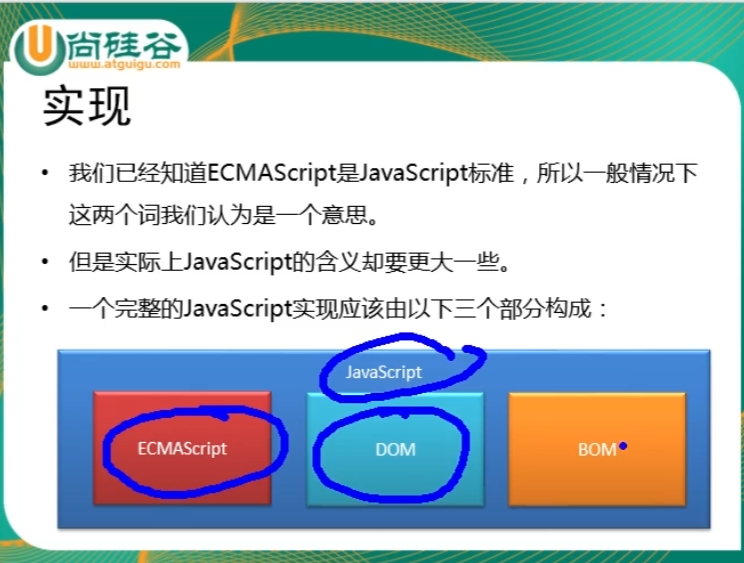 尚硅谷
www.atguigu.com
实现
• 我们已经知道ECMAScript是JavaScript标准，所以一般情况下
这两个词我们认为是一个意思。
• 但是实际上JavaScript的含义却要更大一些。
• 一个完整的JavaScript实现应该由以下三个部分构成：
JavaScript
ECMAScript
DOM
BOM